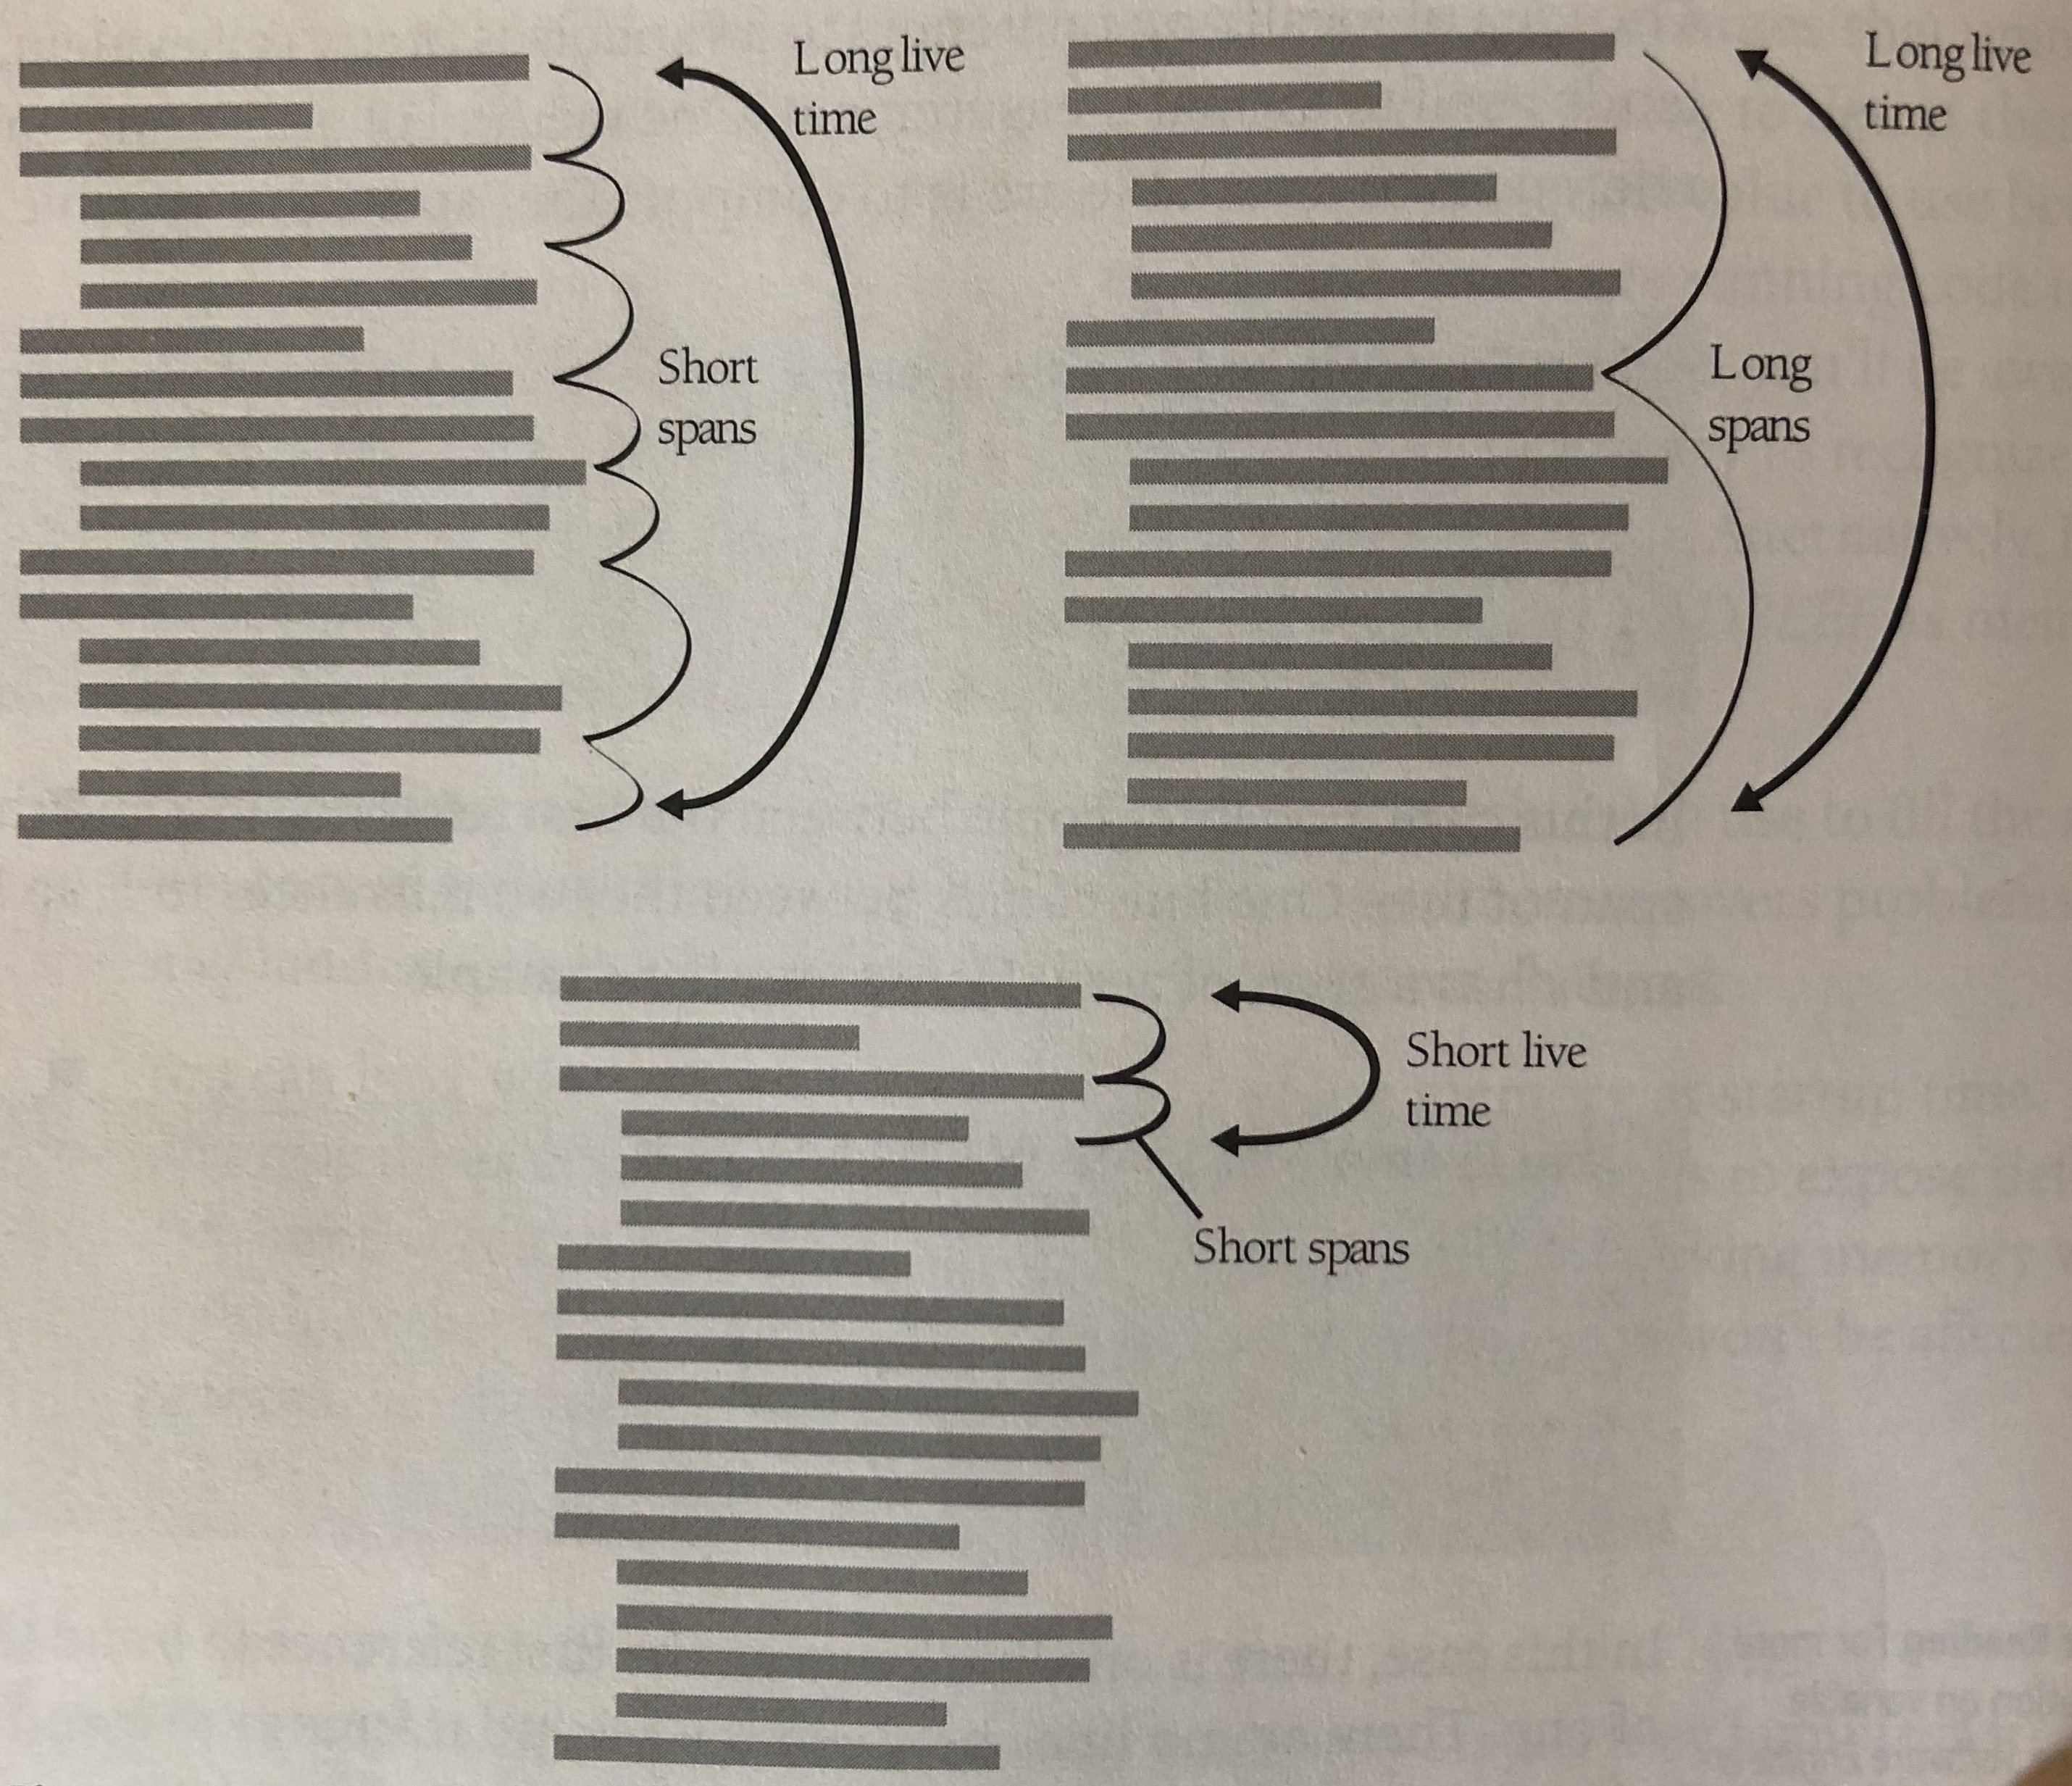 Long live
time
Short
spans
Long live
time
Long
spans
Short live
time
Short spans